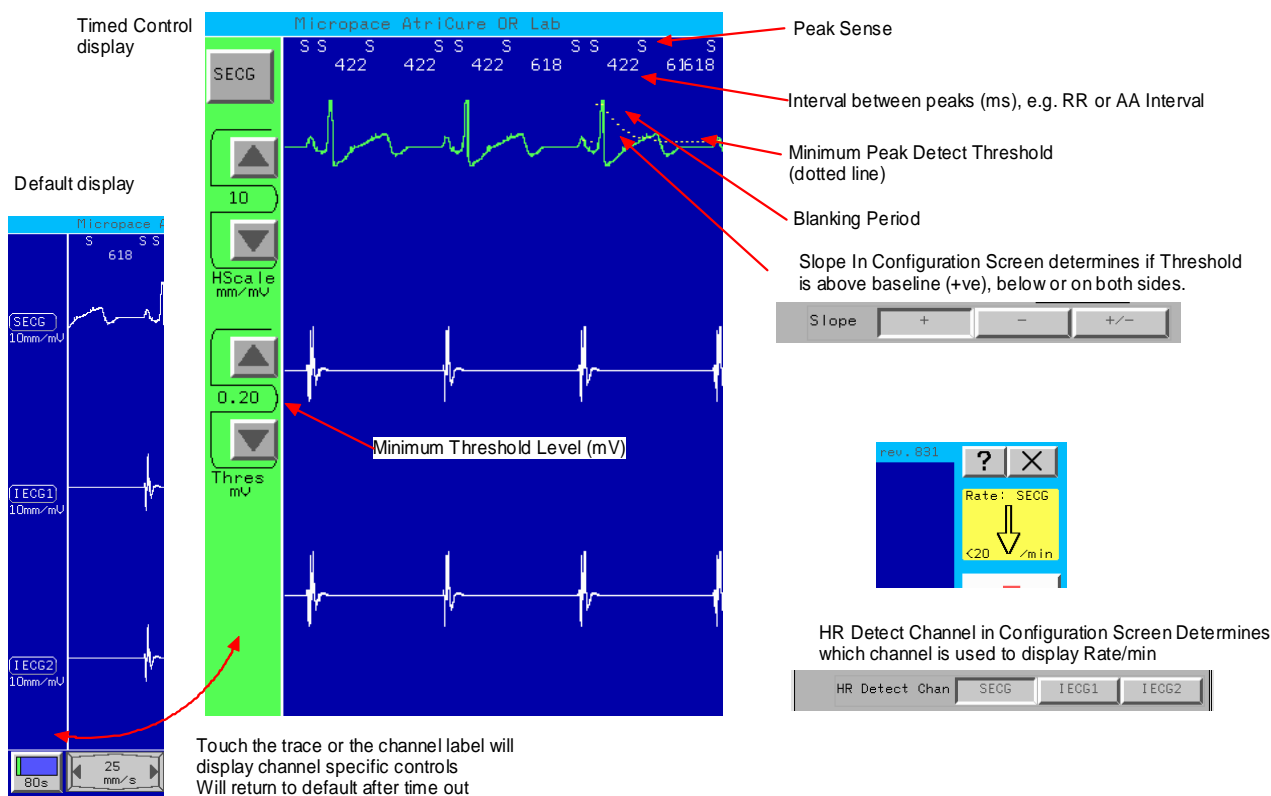 Timed Control
display
Micropace AtriCure OR Lab
S S S S S S S S S S
422 422 422 618 422 61618
SECG
10
HScale
mm/mV
0.20
Thres
mV
Peak Sense
Interval between peaks (ms), e.g. RR or AA Interval
Minimum Peak Detect Threshold
(dotted line)
Blanking Period
Slope In Configuration Screen determines if Threshold
is above baseline (+ve), below or on both sides.
Slope + - +/-
Minimum Threshold Level (mV)
Default display
Micropace A
S S S
618
SECG
10mm/mV
IECG1
10mm/mV
IECG2
10mm/mV
80s
25
mm/s
rev.831
? X
Rate: SECG
<20 /min
HR Detect Channel in Configuration Screen Determines
which channel is used to display Rate/min
HR Detect Chan SECG IECG1 IECG2
Touch the trace or the channel label will
display channel specific controls
Will return to default after time out